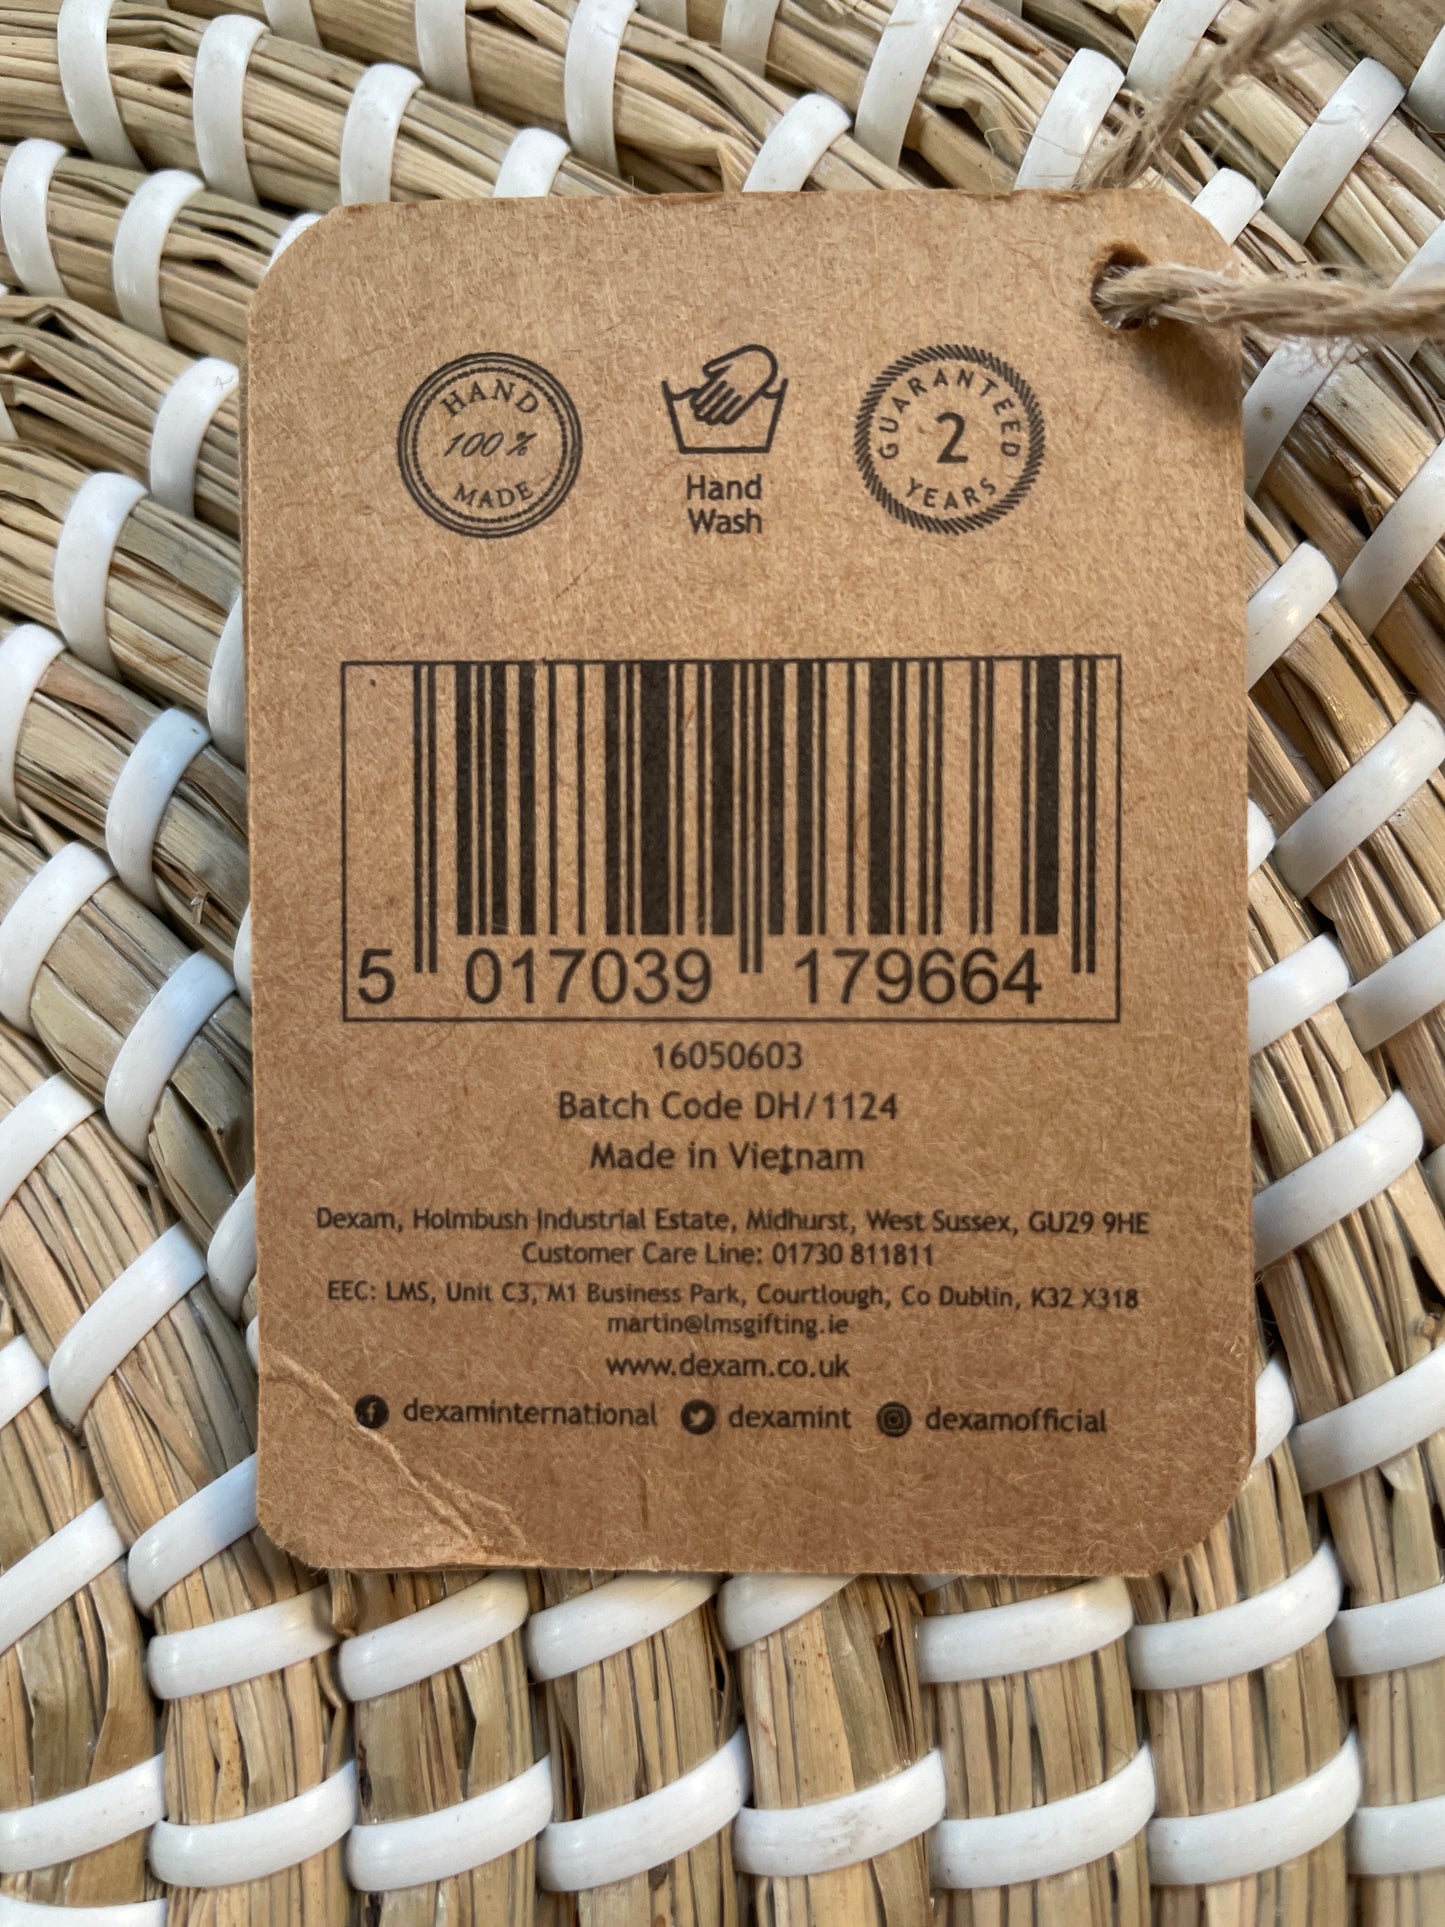 HAND
100%
MADE
Hand
Wash
GUARANTEED
2
YEARS
5 017039 179664
16050603
Batch Code DH/1124
Made in Vietnam
Dexam, Holmbush Industrial Estate, Midhurst, West Sussex, GU29 9HE
Customer Care Line: 01730 811811
EEC: LMS, Unit C3, M1 Business Park, Courtlough, Co Dublin, K32 X318
martin@lmsgifting.ie
www.dexam.co.uk
dexaminternational dexamint dexamofficial